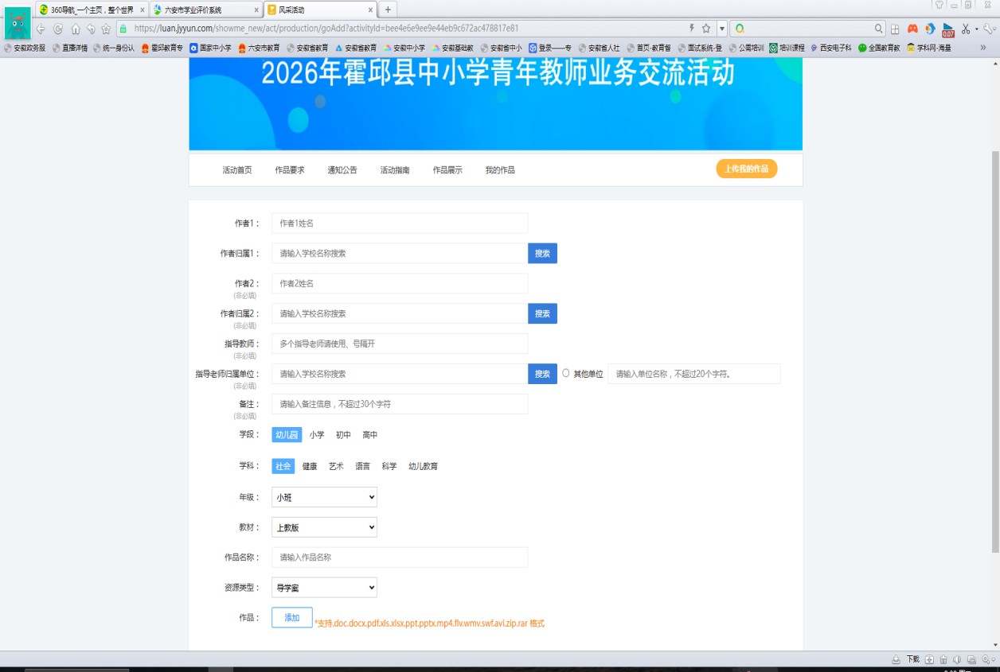 360导航_一个主页，整个世界 六安市学业评价系统 风采活动
https://luan.jyyun.com/showme_new/act/production/goAdd?activityId=bee4e6e9ee9e44eb9c672ac478817e81
安徽政务服 直播详情 统一身份认 霍邱教育专 国家中小学 六安市教育 安徽省教育 安徽省教育 安徽中小学 安徽基础教 安徽省中小 登录——专 安徽省人社 首页-教育督 面试系统-登 公需培训 培训课程 西安电子科 全国教育教 学科网-海量
0.07
2026年霍邱县中小学青年教师业务交流活动
活动首页 作品要求 通知公告 活动指南 作品展示 我的作品 上传我的作品
作者1： 作者1姓名
作者归属1： 请输入学校名称搜索 搜索
作者2： 作者2姓名
(非必填)
作者归属2： 请输入学校名称搜索 搜索
(非必填)
指导教师： 多个指导老师请使用、号隔开
(非必填)
指导老师归属单位： 请输入学校名称搜索 搜索 其他单位 请输入单位名称，不超过20个字符。
(非必填)
备注： 请输入备注信息，不超过30个字符
(非必填)
学段： 幼儿园 小学 初中 高中
学科： 社会 健康 艺术 语言 科学 幼儿教育
年级： 小班
教材： 上教版
作品名称： 请输入作品名称
资源类型： 导学案
作品： 添加 *支持.doc.docx.pdf.xls.xlsx.ppt.pptx.mp4.flv.wmv.swf.avi.zip.rar 格式
下载